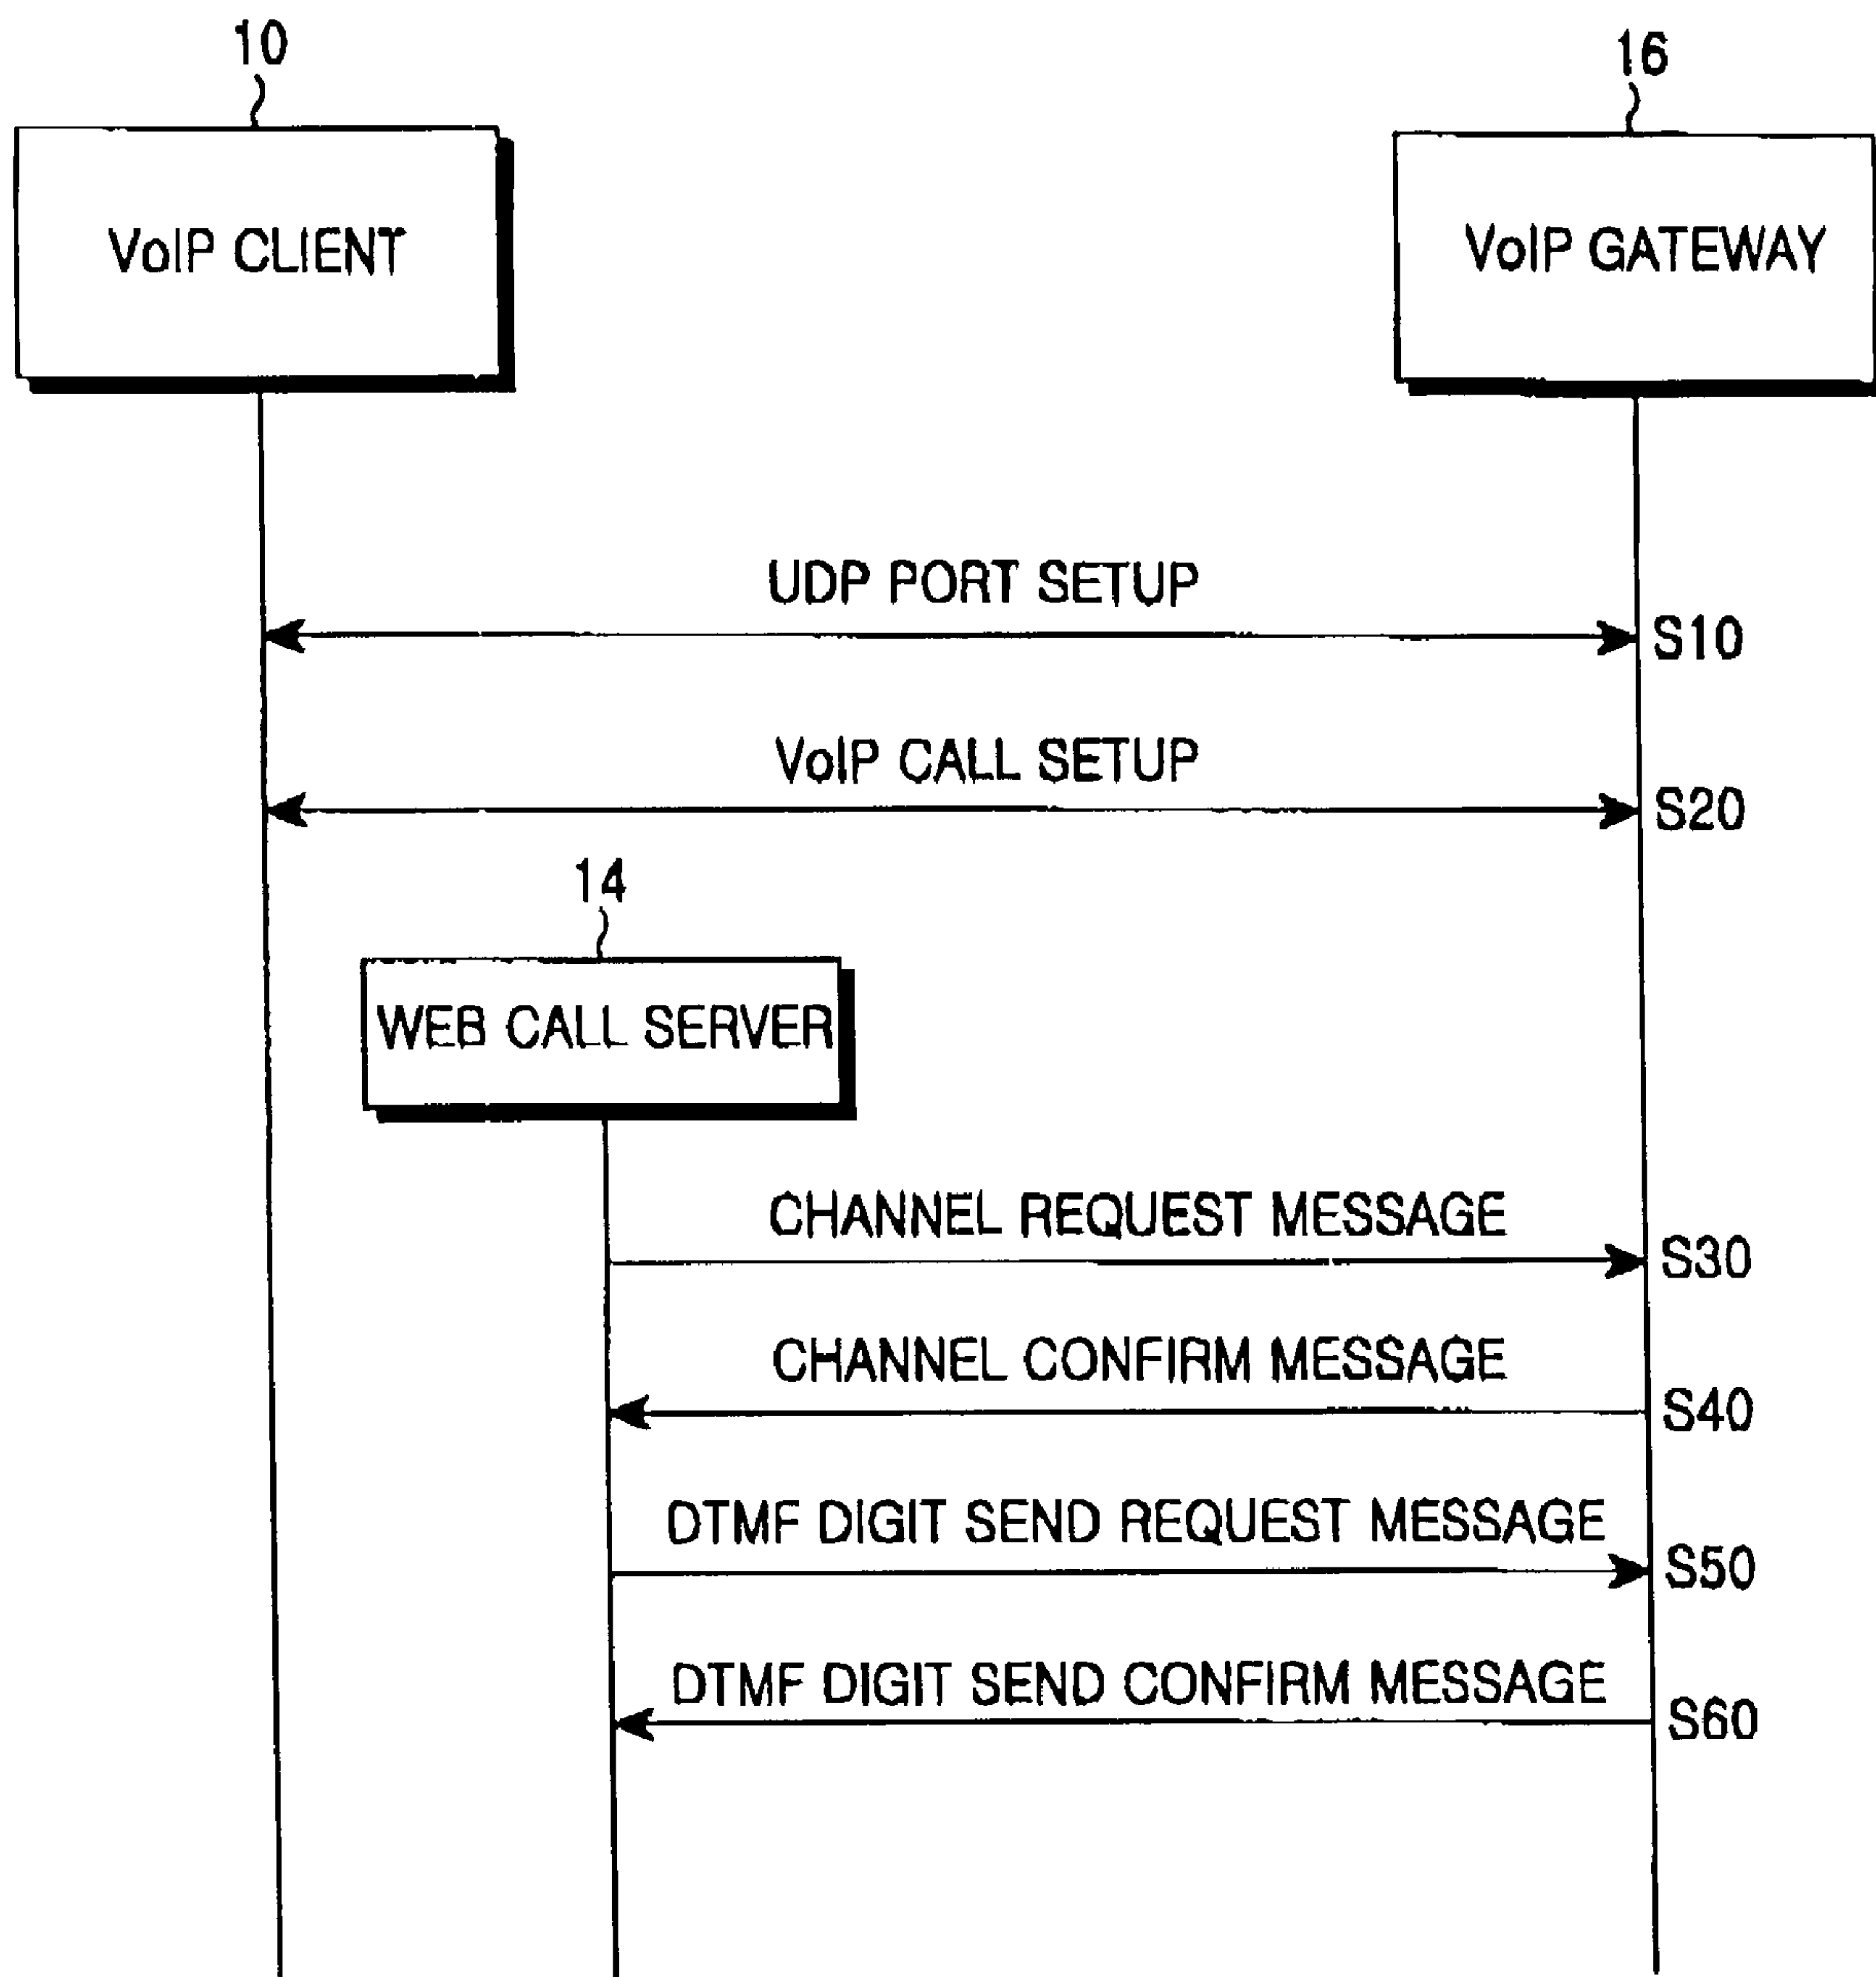 10
16
VoIP CLIENT
VoIP GATEWAY
UDP PORT SETUP
S10
VoIP CALL SETUP
S20
14
WEB CALL SERVER
CHANNEL REQUEST MESSAGE
S30
CHANNEL CONFIRM MESSAGE
S40
DTMF DIGIT SEND REQUEST MESSAGE
S50
DTMF DIGIT SEND CONFIRM MESSAGE
S60